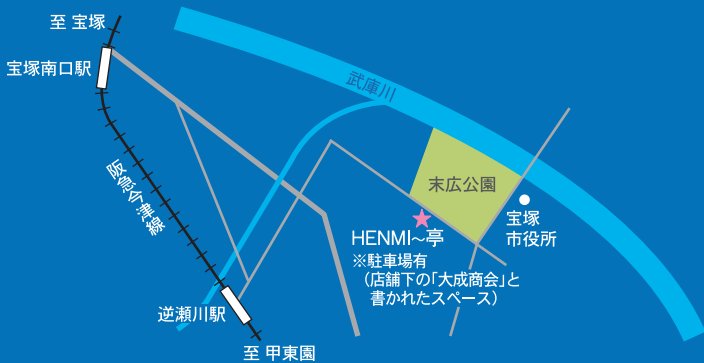 至 宝塚
宝塚南口駅
武庫川
阪急今津線
末広公園
宝塚
市役所
HENMI～亭
※駐車場有
（店舗下の「大成商会」と
書かれたスペース）
逆瀬川駅
至 甲東園